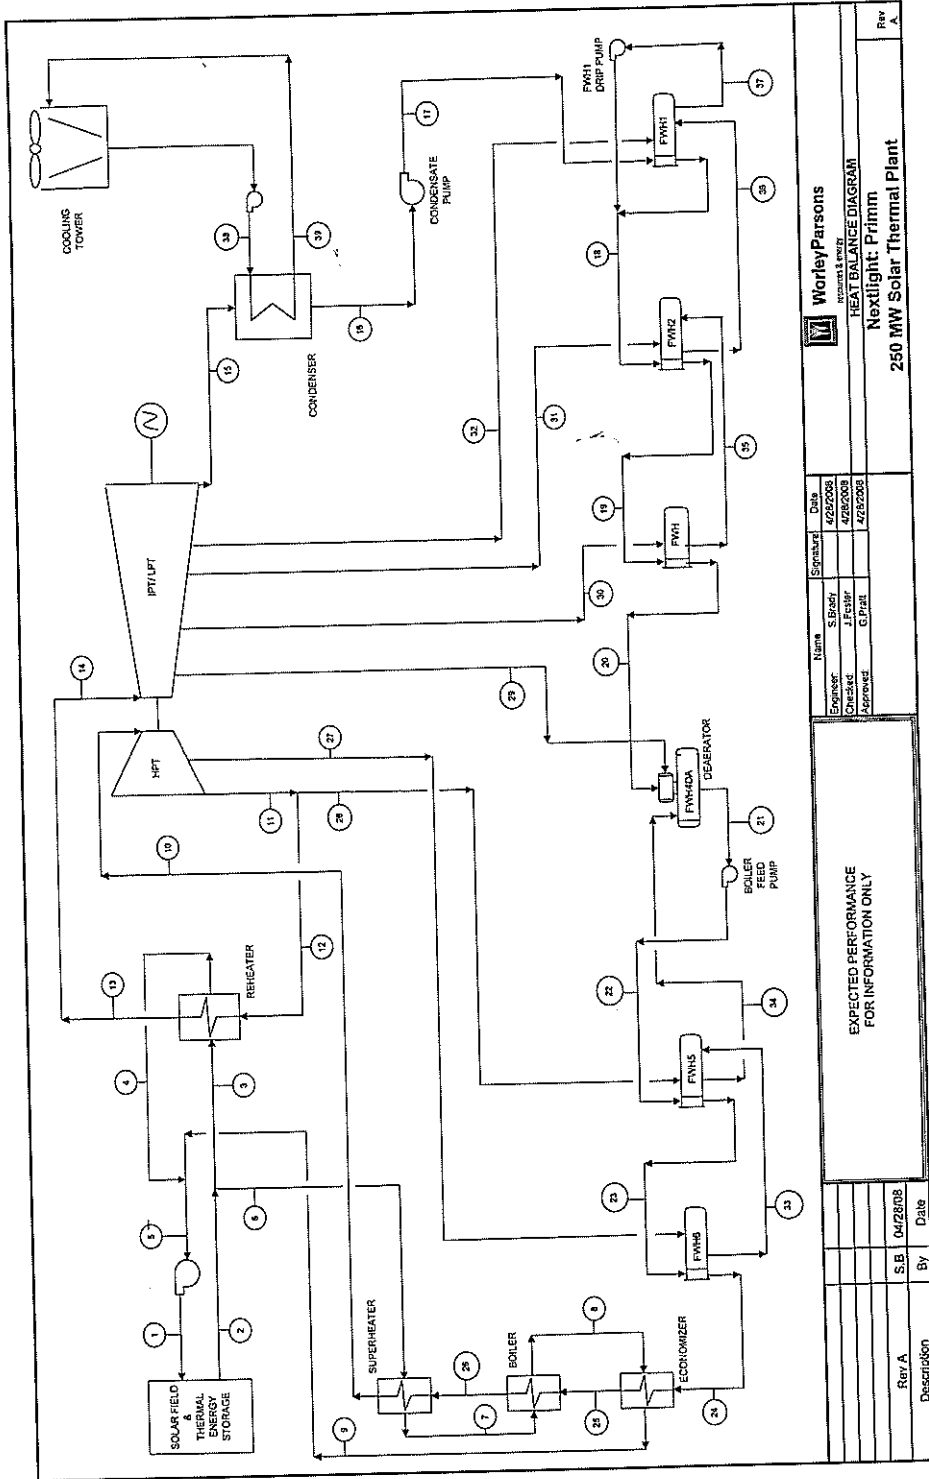 COOLING
TOWER
CONDENSER
CONDENSATE
PUMP
FWH1
DRIP PUMP
HPT
IPT/LPT
REHEATER
SOLAR FIELD
&
THERMAL
ENERGY
STORAGE
SUPERHEATER
BOILER
ECONOMIZER
FWH6
FWH5
BOILER
FEED
PUMP
FWH4DA
DEAERATOR
FWH
FWH2
FWH1
1
2
3
4
5
6
7
8
9
10
11
12
13
14
15
16
17
18
19
20
21
22
23
24
25
26
27
28
29
30
31
32
33
34
35
36
37
38
39
Rev A S.B 04/28/08
Description By Date
EXPECTED PERFORMANCE
FOR INFORMATION ONLY
Name Signature Date
Engineer: S.Brady 4/28/2008
Checked: J.Foster 4/28/2008
Approved: G.Pratt 4/28/2008
WorleyParsons
resources & energy
HEAT BALANCE DIAGRAM
Nextlight: Primm
250 MW Solar Thermal Plant
Rev
A